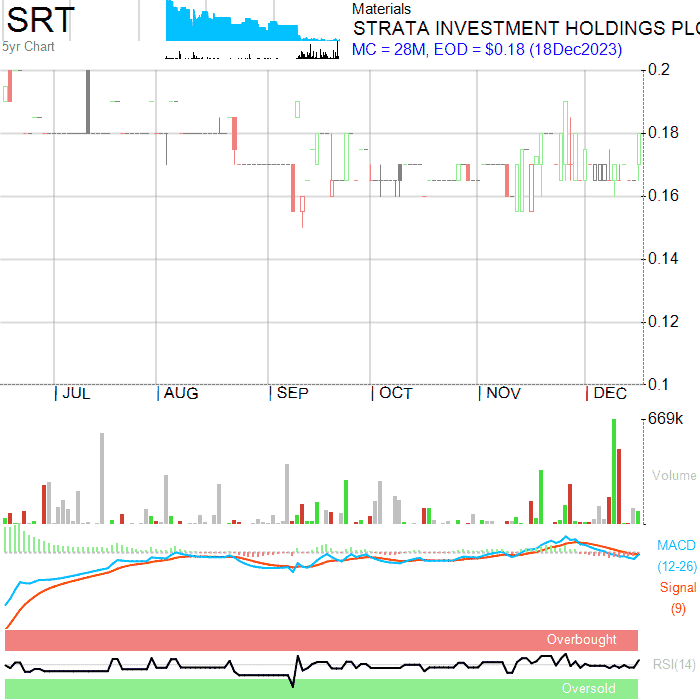 SRT
5yr Chart
Materials
STRATA INVESTMENT HOLDINGS PLC
MC = 28M, EOD = $0.18 (18Dec2023)
0.2
0.18
0.16
0.14
0.12
0.1
JUL AUG SEP OCT NOV DEC
669k
Volume
MACD
(12-26)
Signal
(9)
Overbought
RSI(14)
Oversold